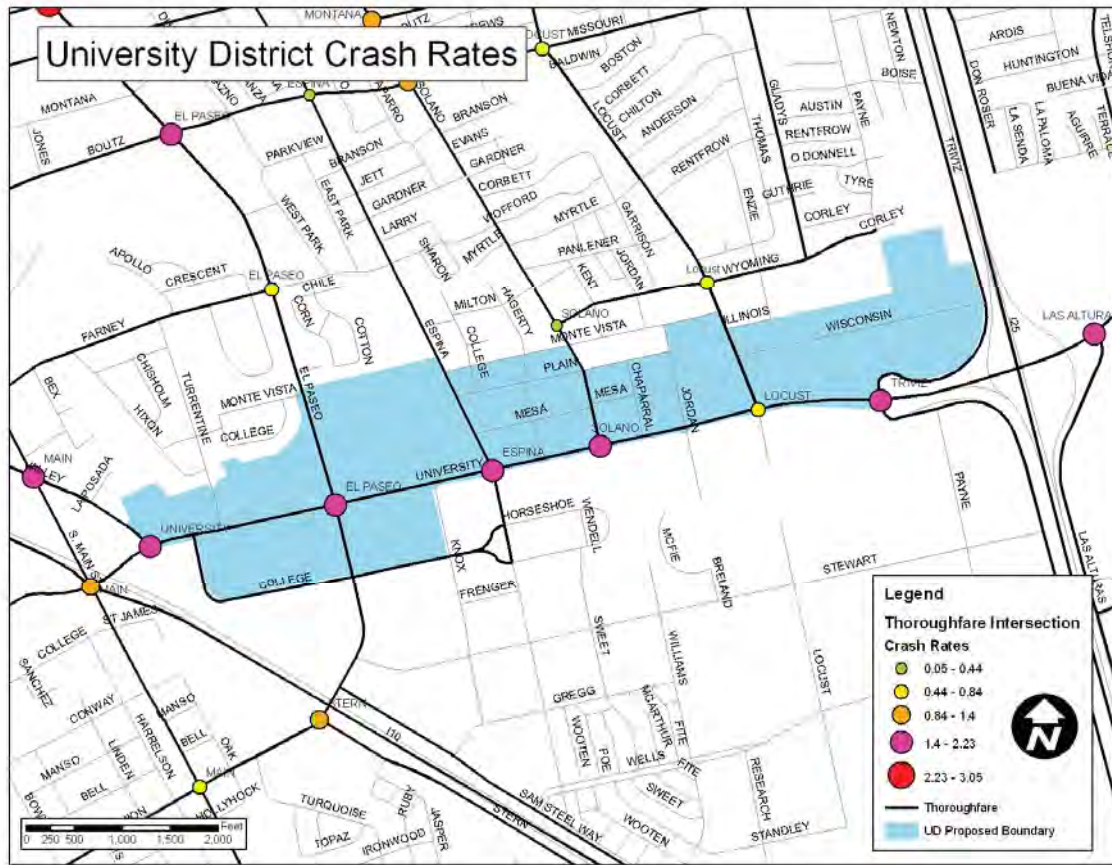 University District Crash Rates
MONTANA
MISSOURI
BALDWIN
BOSTON
CORBETT
CHILTON
ANDERSON
RENTFROW
LOCUST
GLADYS
THOMAS
NEWTON
BOISE
PAYNE
AUSTIN
RENTFROW
O DONNELL
TYRE
GUTHRIE
ENZIE
CORLEY
CORLEY
TRIVIZ
DON ROSER
ARDIS
HUNTINGTON
BUENA VIDA
LA SENDA
LA PALOMA
AGUIRRE
MONTANA
JONES
BOUTZ
EL PASEO
ESPINA
SOLANO
SOLANO
BRANSON
EVANS
GARDNER
CORBETT
WOFFORD
MYRTLE
PANLENER
KENT
JORDAN
GARRISON
PARKVIEW
BRANSON
JETT
GARDNER
LARRY
MYRTLE
SHARON
WEST PARK
EAST PARK
APOLLO
CRESCENT
EL PASEO
CHILE
CORN
COTTON
FARNEY
MILTON
HAGERTY
COLLEGE
ESPINA
SOLANO
MONTE VISTA
Locust
WYOMING
ILLINOIS
WISCONSIN
I25
LAS ALTURA
BEX
CHISHOLM
HIXON
TURRENTINE
MONTE VISTA
COLLEGE
EL PASEO
PLAIN
MESA
MESA
CHAPARRAL
JORDAN
LOCUST
TRIVIZ
SOLANO
ESPINA
UNIVERSITY
EL PASEO
MAIN
LA POSADA
UNIVERSITY
HORSESHOE
WENDELL
KNOX
FRENGER
COLLEGE
MCFIE
BRELAND
STEWART
PAYNE
LAS ALTURAS
S. MAIN S
ST JAMES
COLLEGE
SANCHEZ
CONWAY
MANSO
MANSO
HARRELSON
LINDEN
BELL
BELL
OAK
MAIN
HOLLYHOCK
I10
STERN
SAM STEEL WAY
TURQUOISE
TOPAZ
IRONWOOD
RUBY
JASPER
SWEET
WILLIAMS
LOCUST
GREGG
WOOTEN
POE
MCARTHUR
FITE
WELLS
FITE
SWEET
WOOTEN
RESEARCH
STANDLEY
Legend
Thoroughfare Intersection
Crash Rates
0.05 - 0.44
0.44 - 0.84
0.84 - 1.4
1.4 - 2.23
2.23 - 3.05
Thoroughfare
UD Proposed Boundary
N
Feet
0 250 500 1,000 1,500 2,000